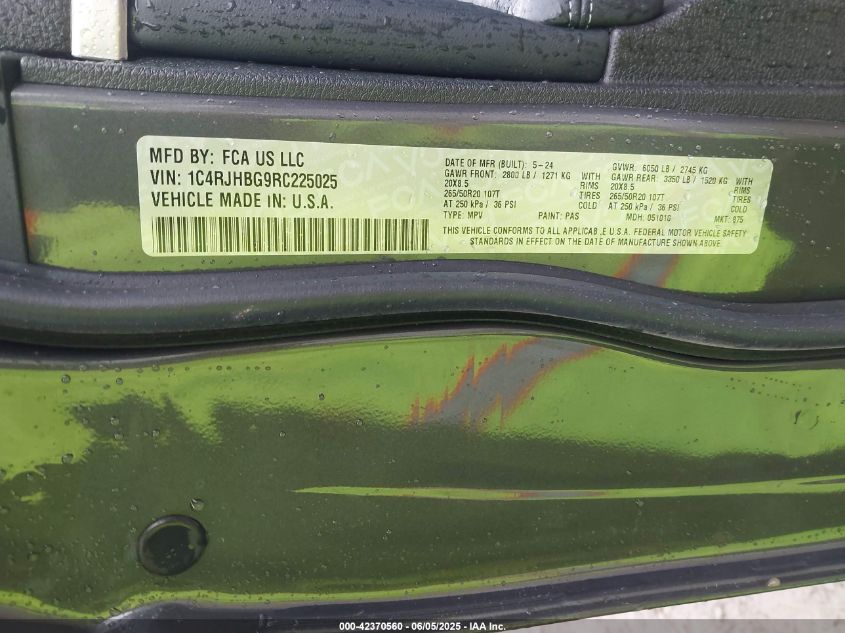 MFD BY: FCA US LLC
VIN: 1C4RJHBG9RC225025
VEHICLE MADE IN: U.S.A.
DATE OF MFR (BUILT): 5-24 GVWR: 6050 LB / 2745 KG
GAWR FRONT: 2800 LB / 1271 KG WITH GAWR REAR: 3350 LB / 1520 KG WITH
20X8.5 RIMS 20X8.5 RIMS
265/50R20 107T TIRES 265/50R20 107T TIRES
AT 250 kPa / 36 PSI COLD AT 250 kPa / 36 PSI COLD
TYPE: MPV PAINT: PAS MDH: 051010 MKT: 875
THIS VEHICLE CONFORMS TO ALL APPLICAB,E U.S.A. FEDERAL MOTOR VEHICLE SAFETY
STANDARDS IN EFFECT ON THE DATE OF MANUFACTURE SHOWN ABOVE.
000-42370560 - 06/05/2025 - IAA Inc.